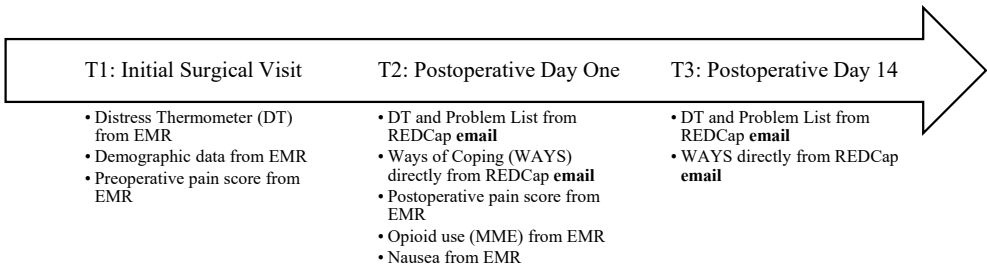 T1: Initial Surgical Visit
• Distress Thermometer (DT)
from EMR
• Demographic data from EMR
• Preoperative pain score from
EMR
T2: Postoperative Day One
• DT and Problem List from
REDCap email
• Ways of Coping (WAYS)
directly from REDCap email
• Postoperative pain score from
EMR
• Opioid use (MME) from EMR
• Nausea from EMR
T3: Postoperative Day 14
• DT and Problem List from
REDCap email
• WAYS directly from REDCap
email